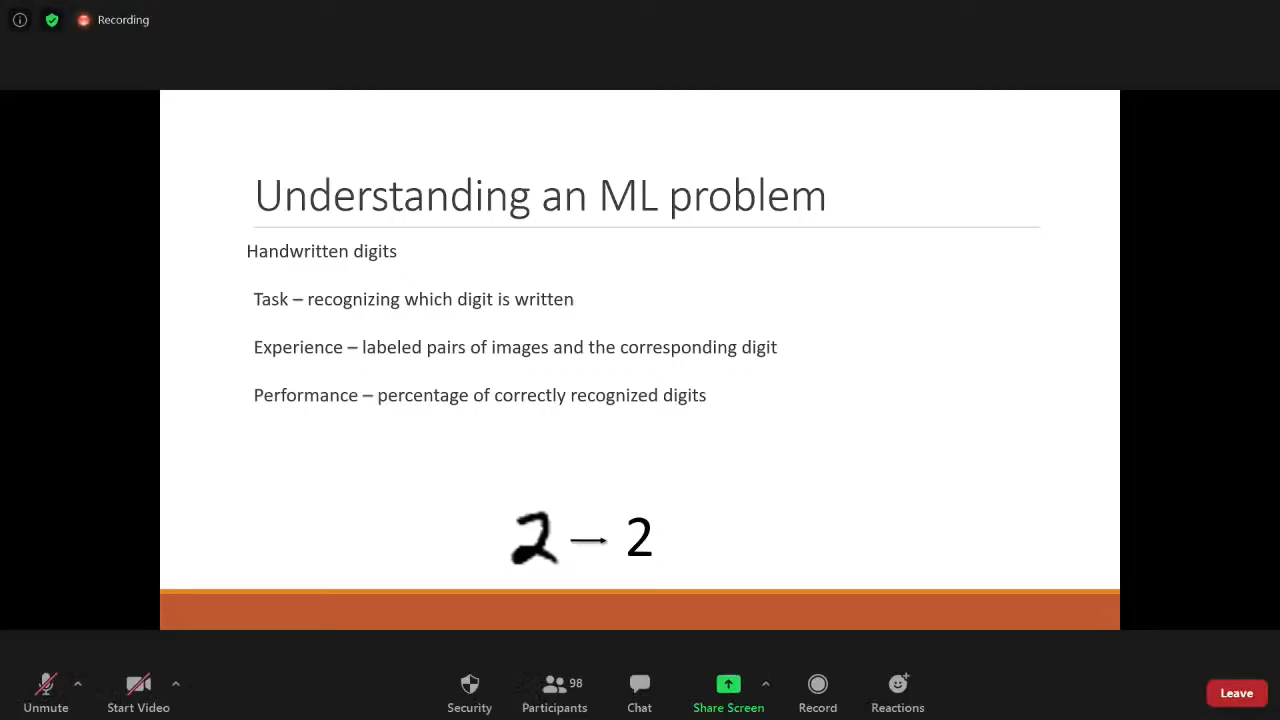 Recording
Understanding an ML problem
Handwritten digits
Task – recognizing which digit is written
Experience – labeled pairs of images and the corresponding digit
Performance – percentage of correctly recognized digits
2 → 2
Unmute
Start Video
Security
98
Participants
Chat
Share Screen
Record
Reactions
Leave